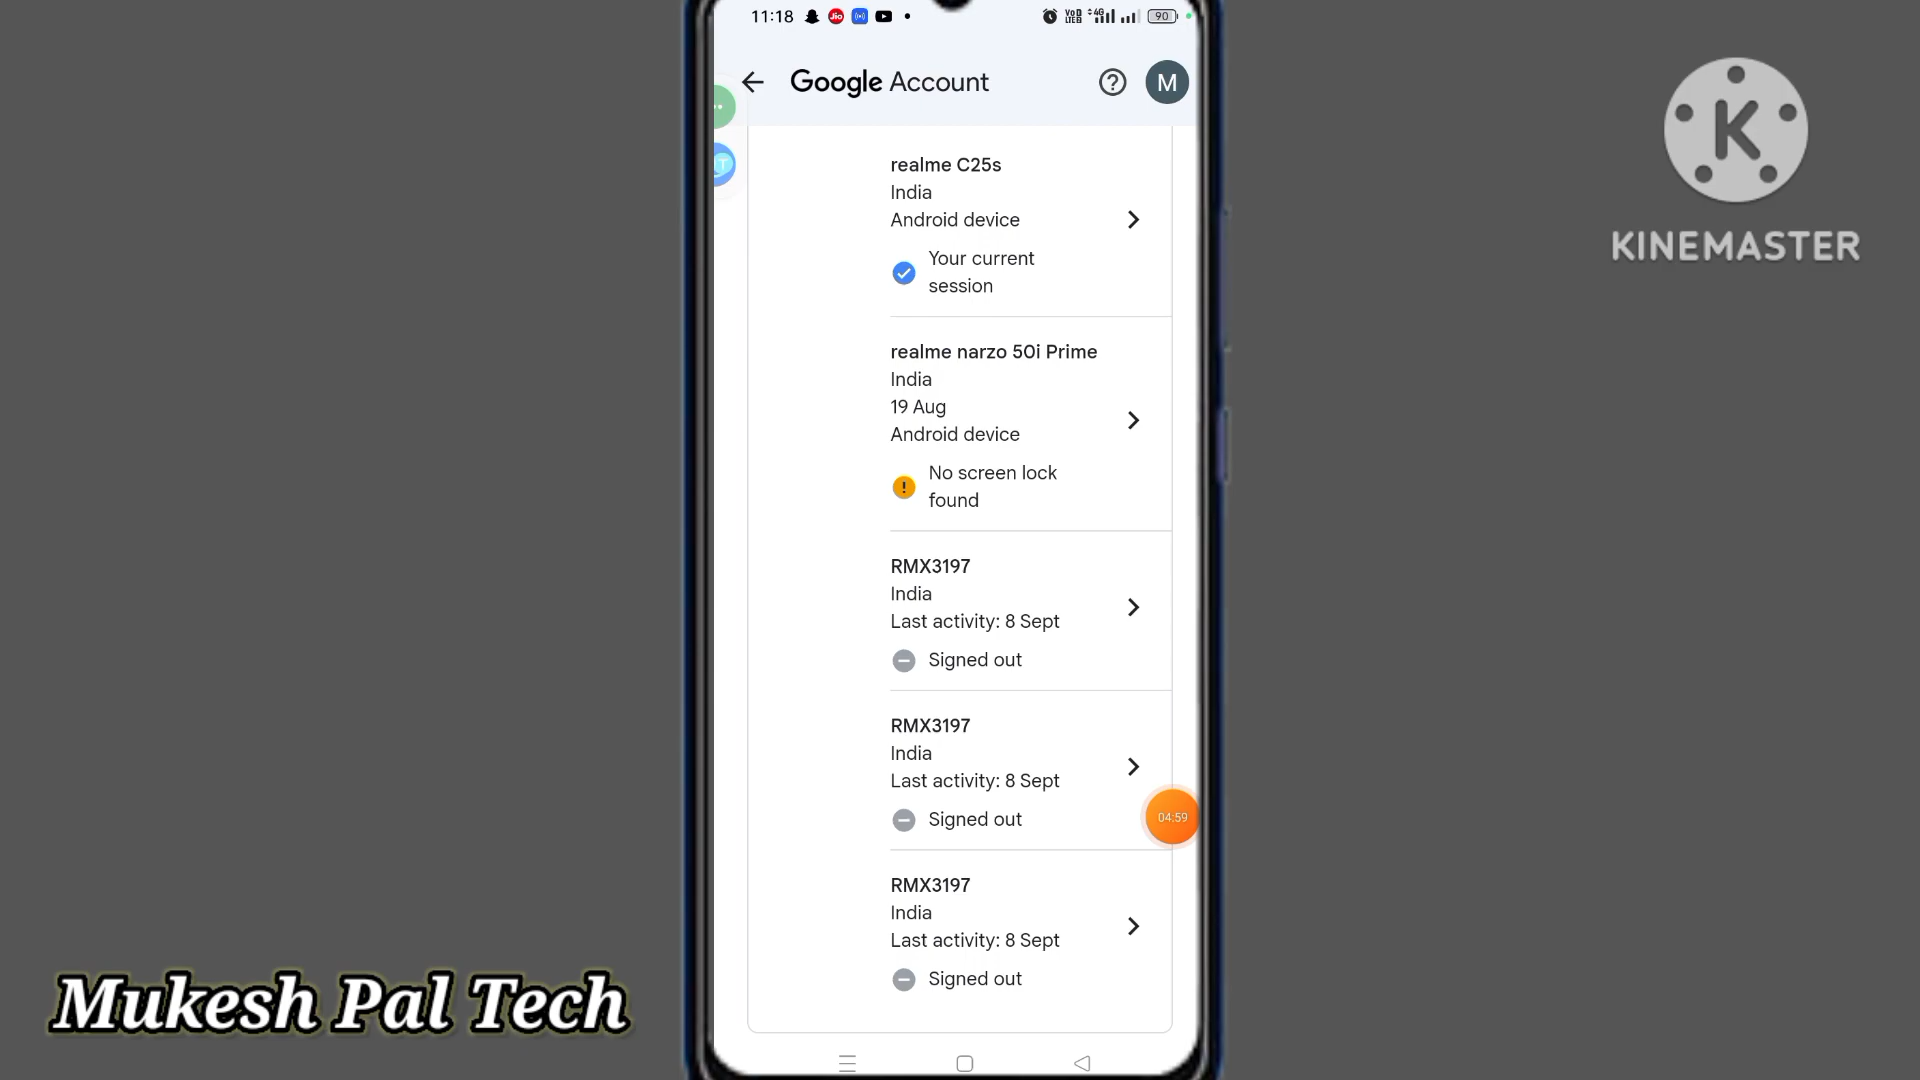 11:18
90
Google Account
M
realme C25s
India
Android device
Your current
session
realme narzo 50i Prime
India
19 Aug
Android device
No screen lock
found
RMX3197
India
Last activity: 8 Sept
Signed out
RMX3197
India
Last activity: 8 Sept
Signed out
04:59
RMX3197
India
Last activity: 8 Sept
Signed out
K
KINEMASTER
Mukesh Pal Tech